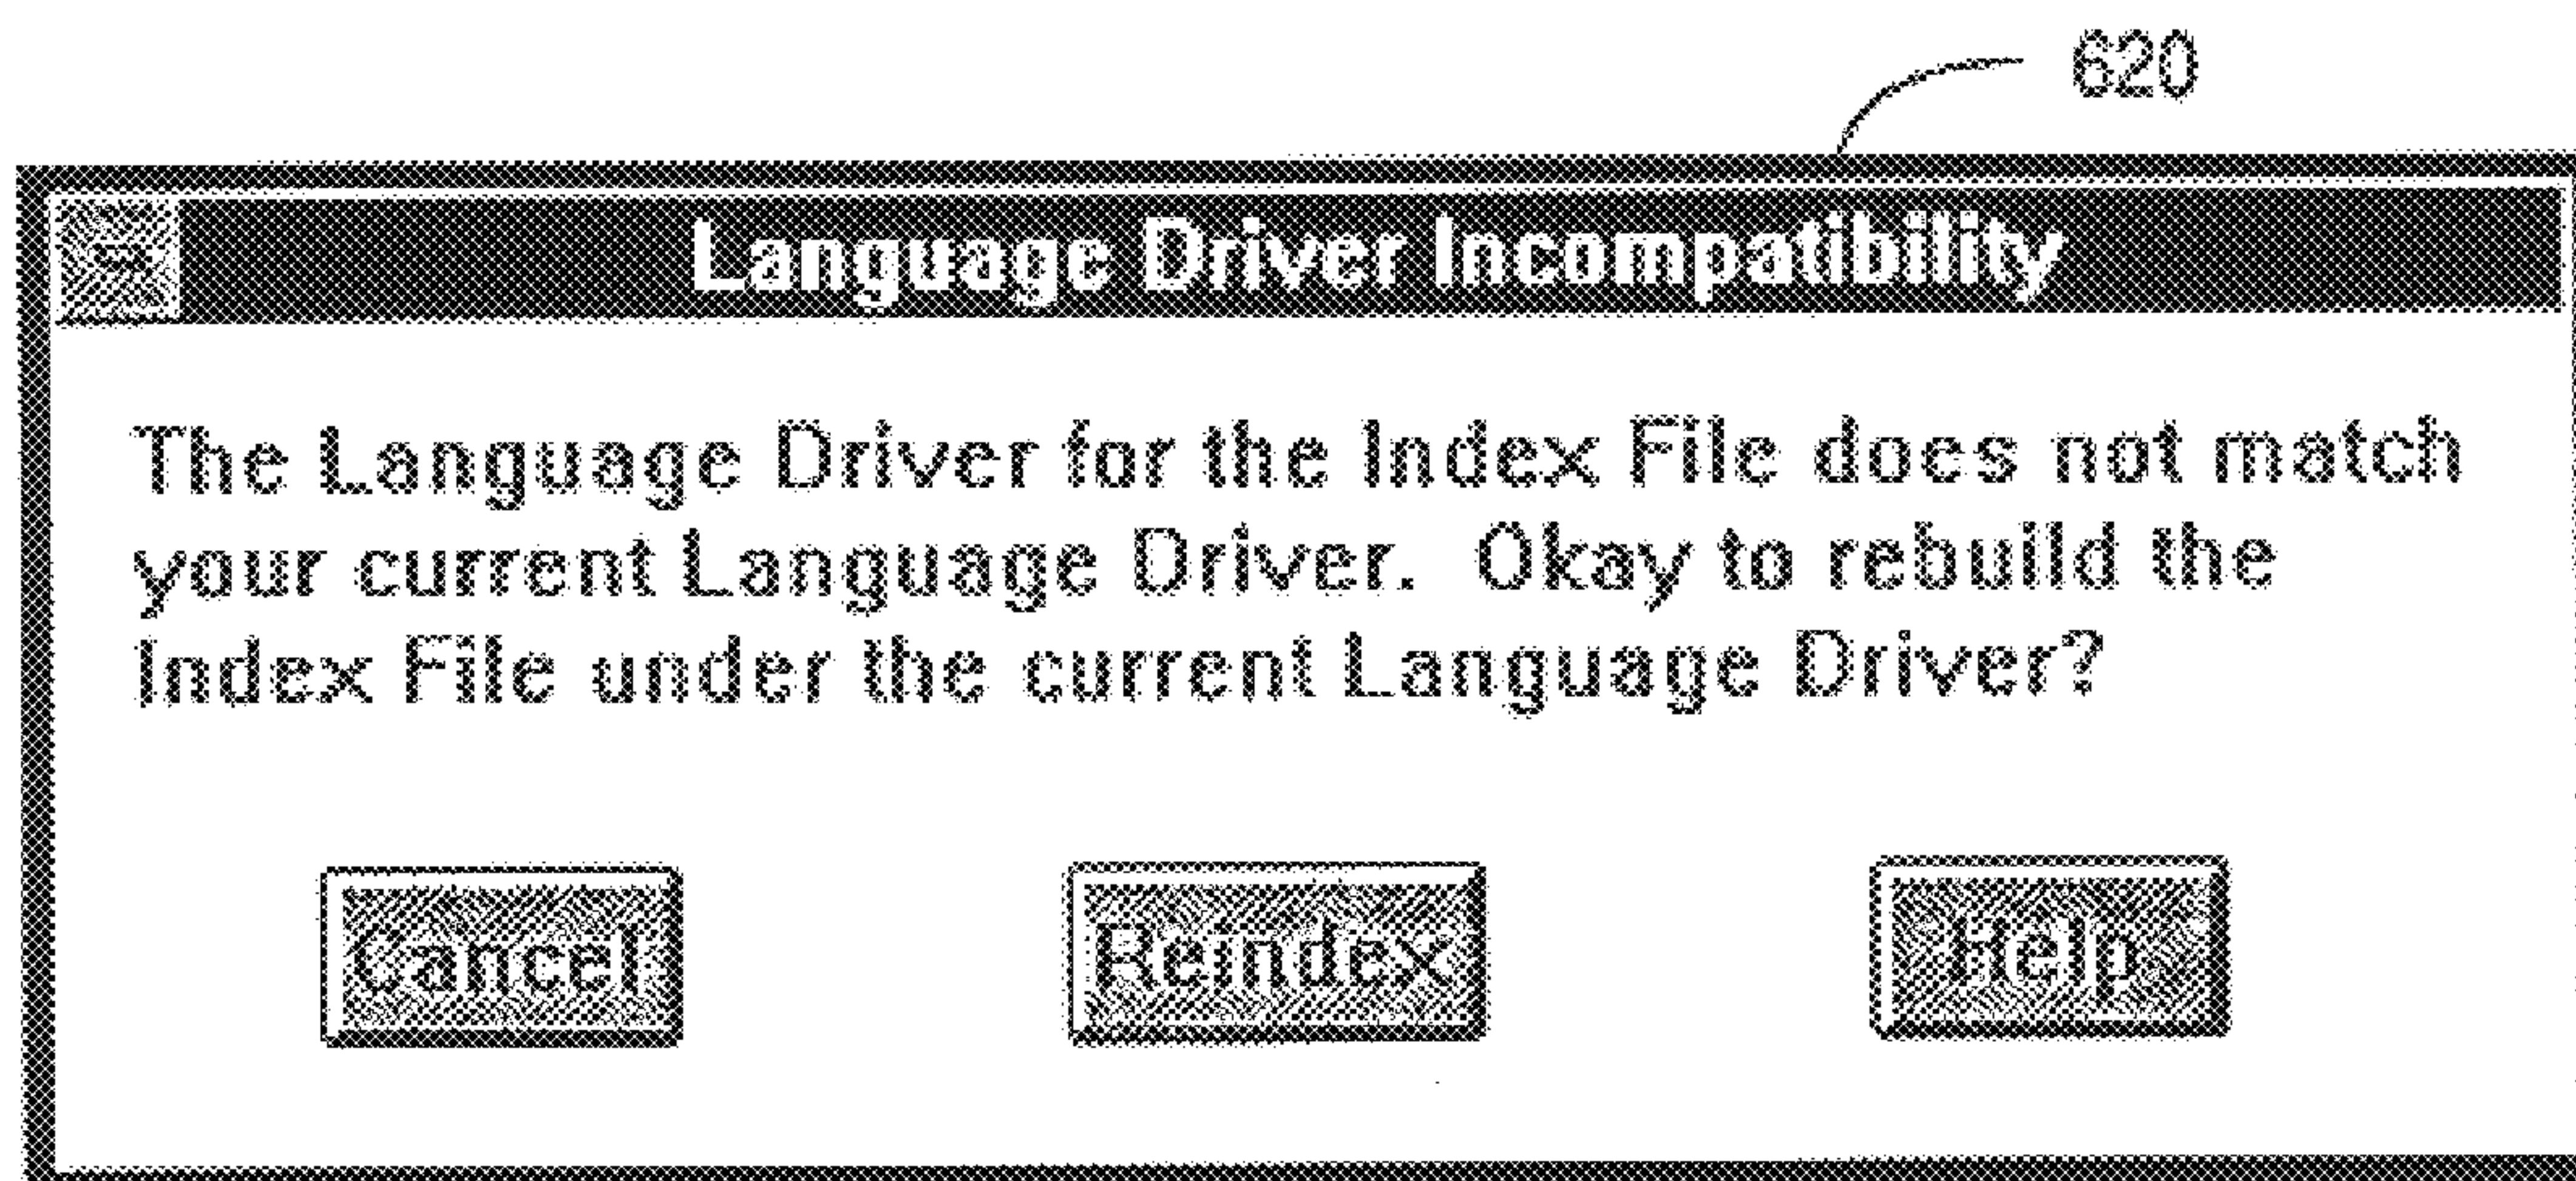 620
Language Driver Incompatibility
The Language Driver for the Index File does not match
your current Language Driver.  Okay to rebuild the
Index File under the current Language Driver?
Cancel Reindex Help